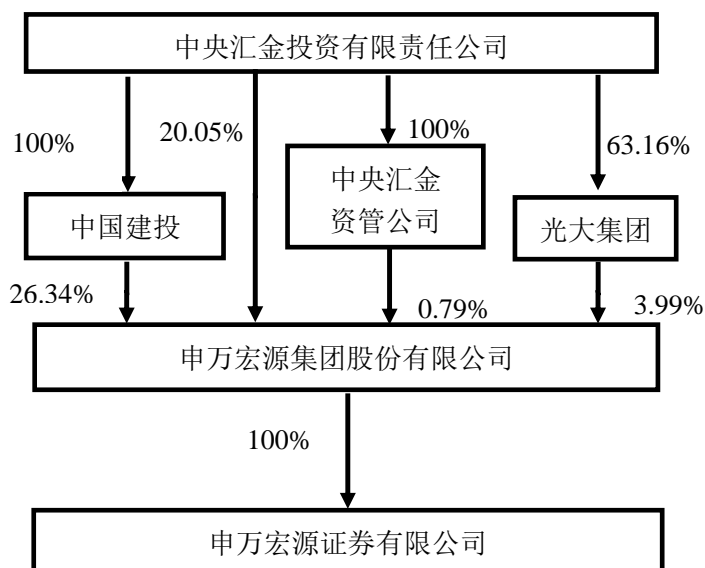 中央汇金投资有限责任公司
100%
20.05%
100%
63.16%
中国建投
中央汇金
资管公司
光大集团
26.34%
0.79%
3.99%
申万宏源集团股份有限公司
100%
申万宏源证券有限公司